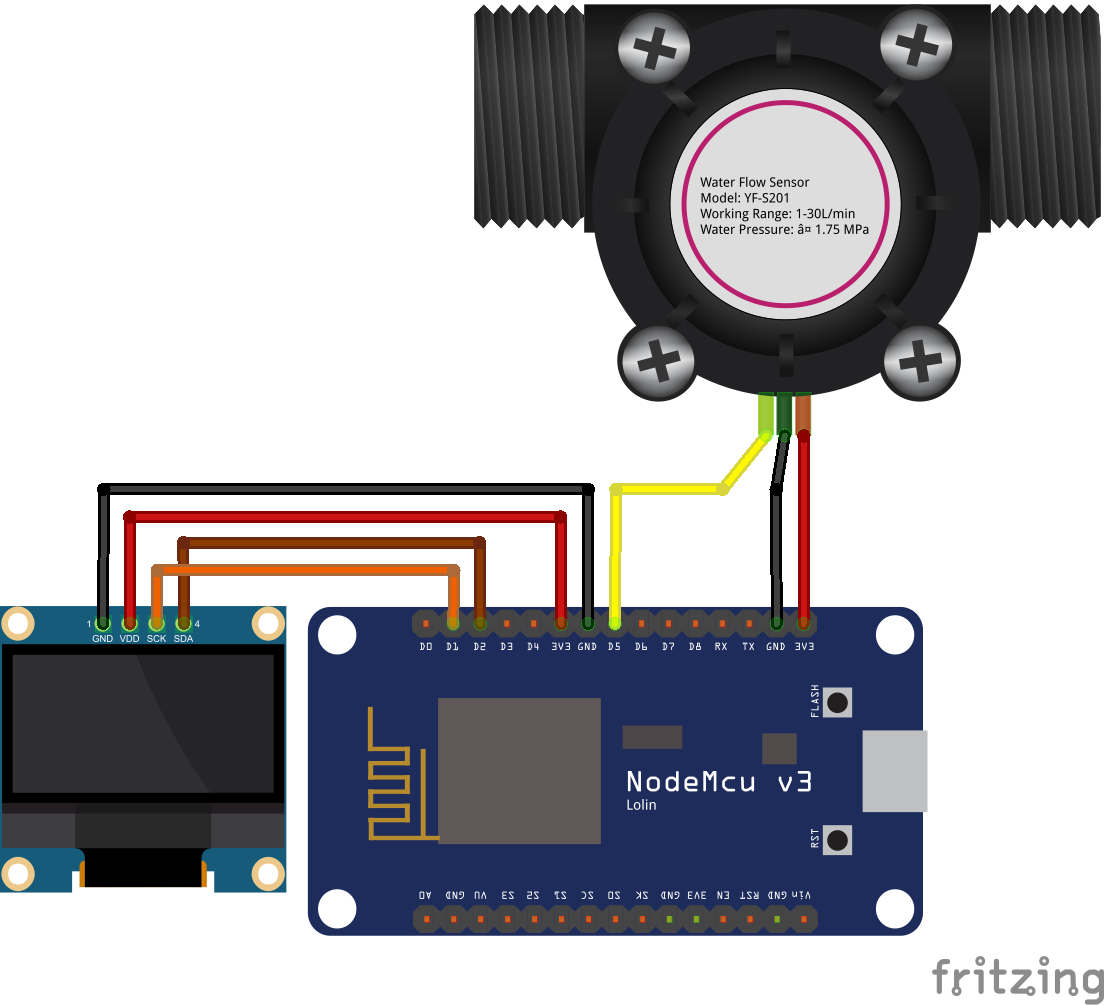 Water Flow Sensor
Model: YF-S201
Working Range: 1-30L/min
Water Pressure: â¤ 1.75 MPa
1 4
GND VDD SCK SDA
D0 D1 D2 D3 D4 3V3 GND D5 D6 D7 D8 RX TX GND 3V3
FLASH
NodeMcu v3
Lolin
RST
A0 GND VU S3 S2 S1 SC S0 SK GND 3V3 EN RST GND Vin
fritzing